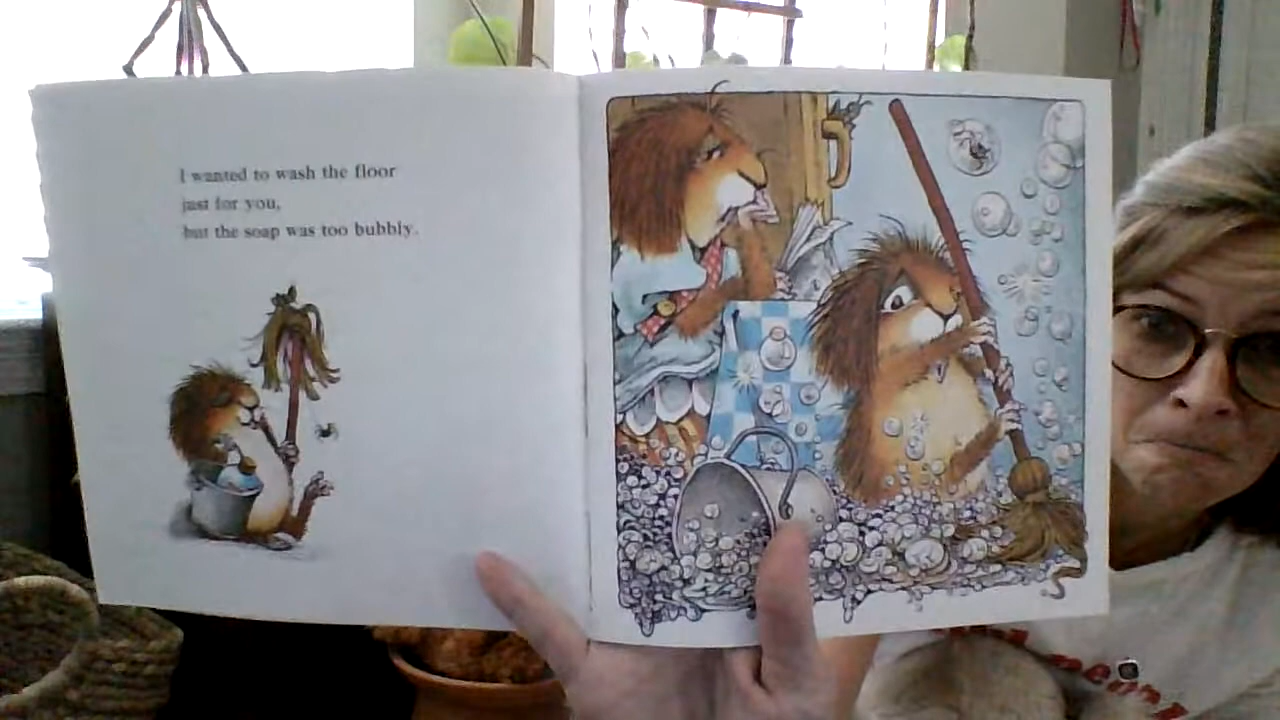 I wanted to wash the floor
just for you,
but the soap was too bubbly.